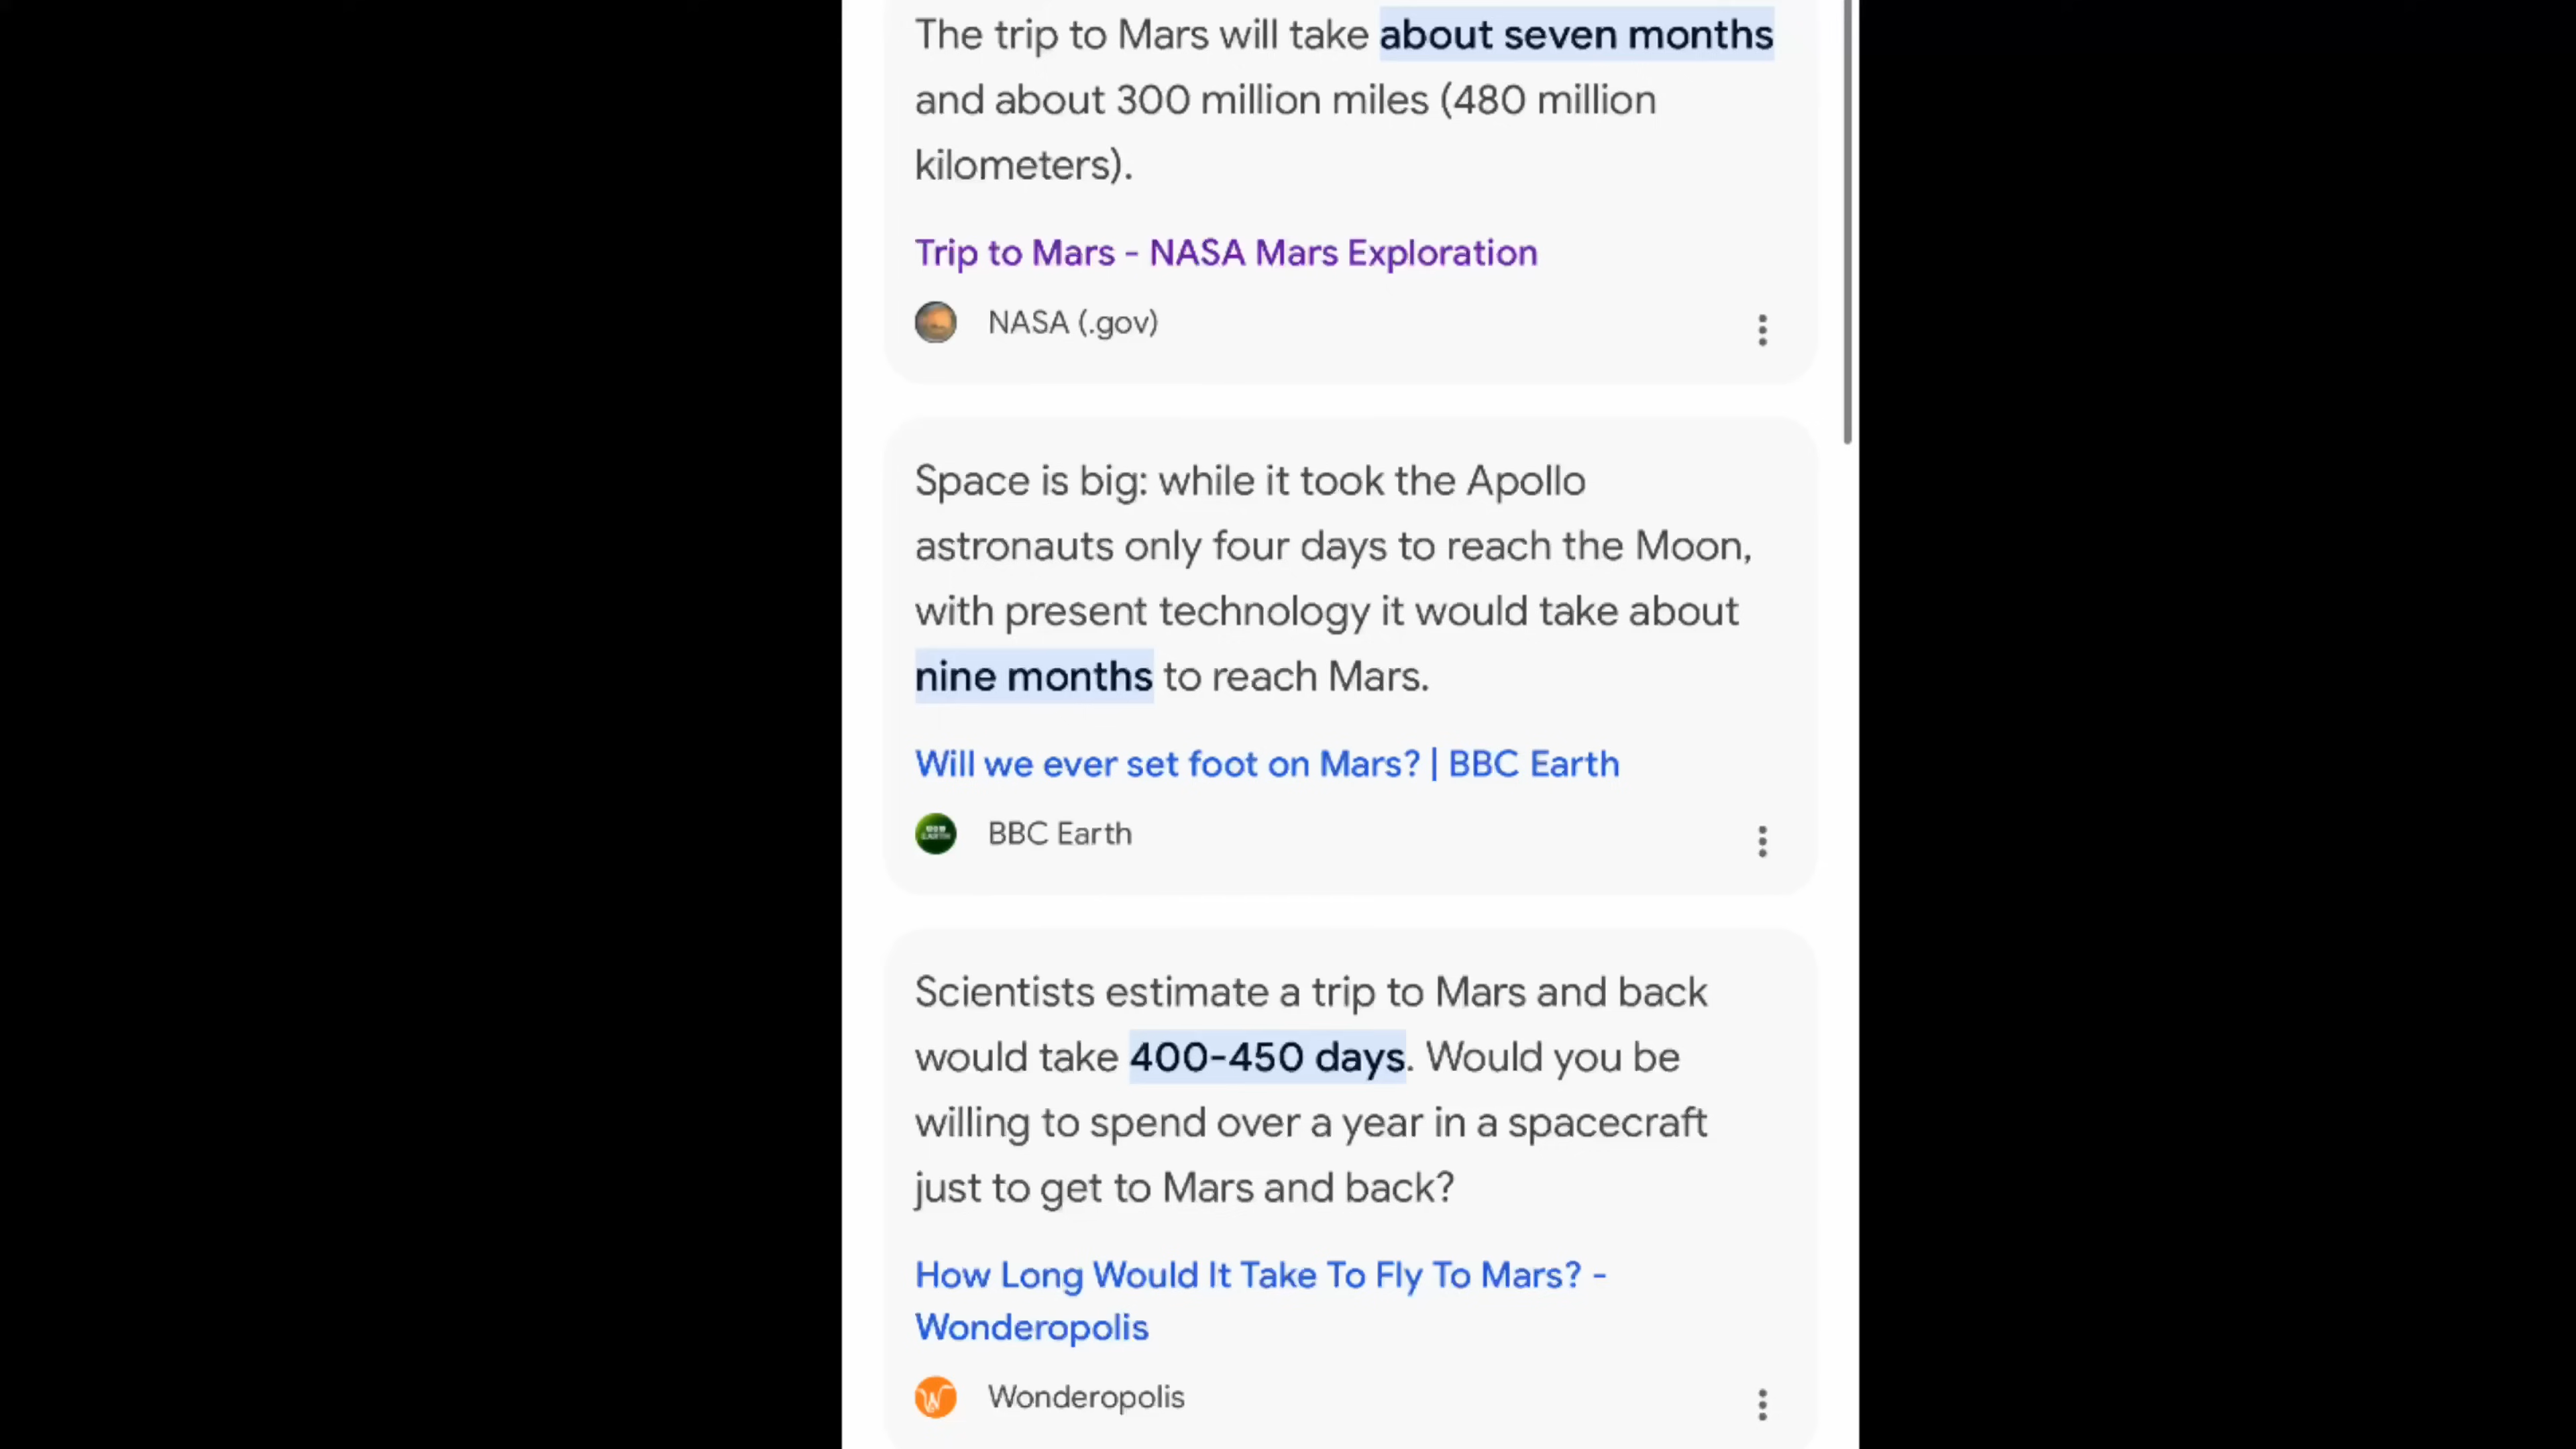 The trip to Mars will take about seven months
and about 300 million miles (480 million
kilometers).
Trip to Mars - NASA Mars Exploration
NASA (.gov)
Space is big: while it took the Apollo
astronauts only four days to reach the Moon,
with present technology it would take about
nine months to reach Mars.
Will we ever set foot on Mars? | BBC Earth
BBC Earth
Scientists estimate a trip to Mars and back
would take 400-450 days. Would you be
willing to spend over a year in a spacecraft
just to get to Mars and back?
How Long Would It Take To Fly To Mars? -
Wonderopolis
W Wonderopolis